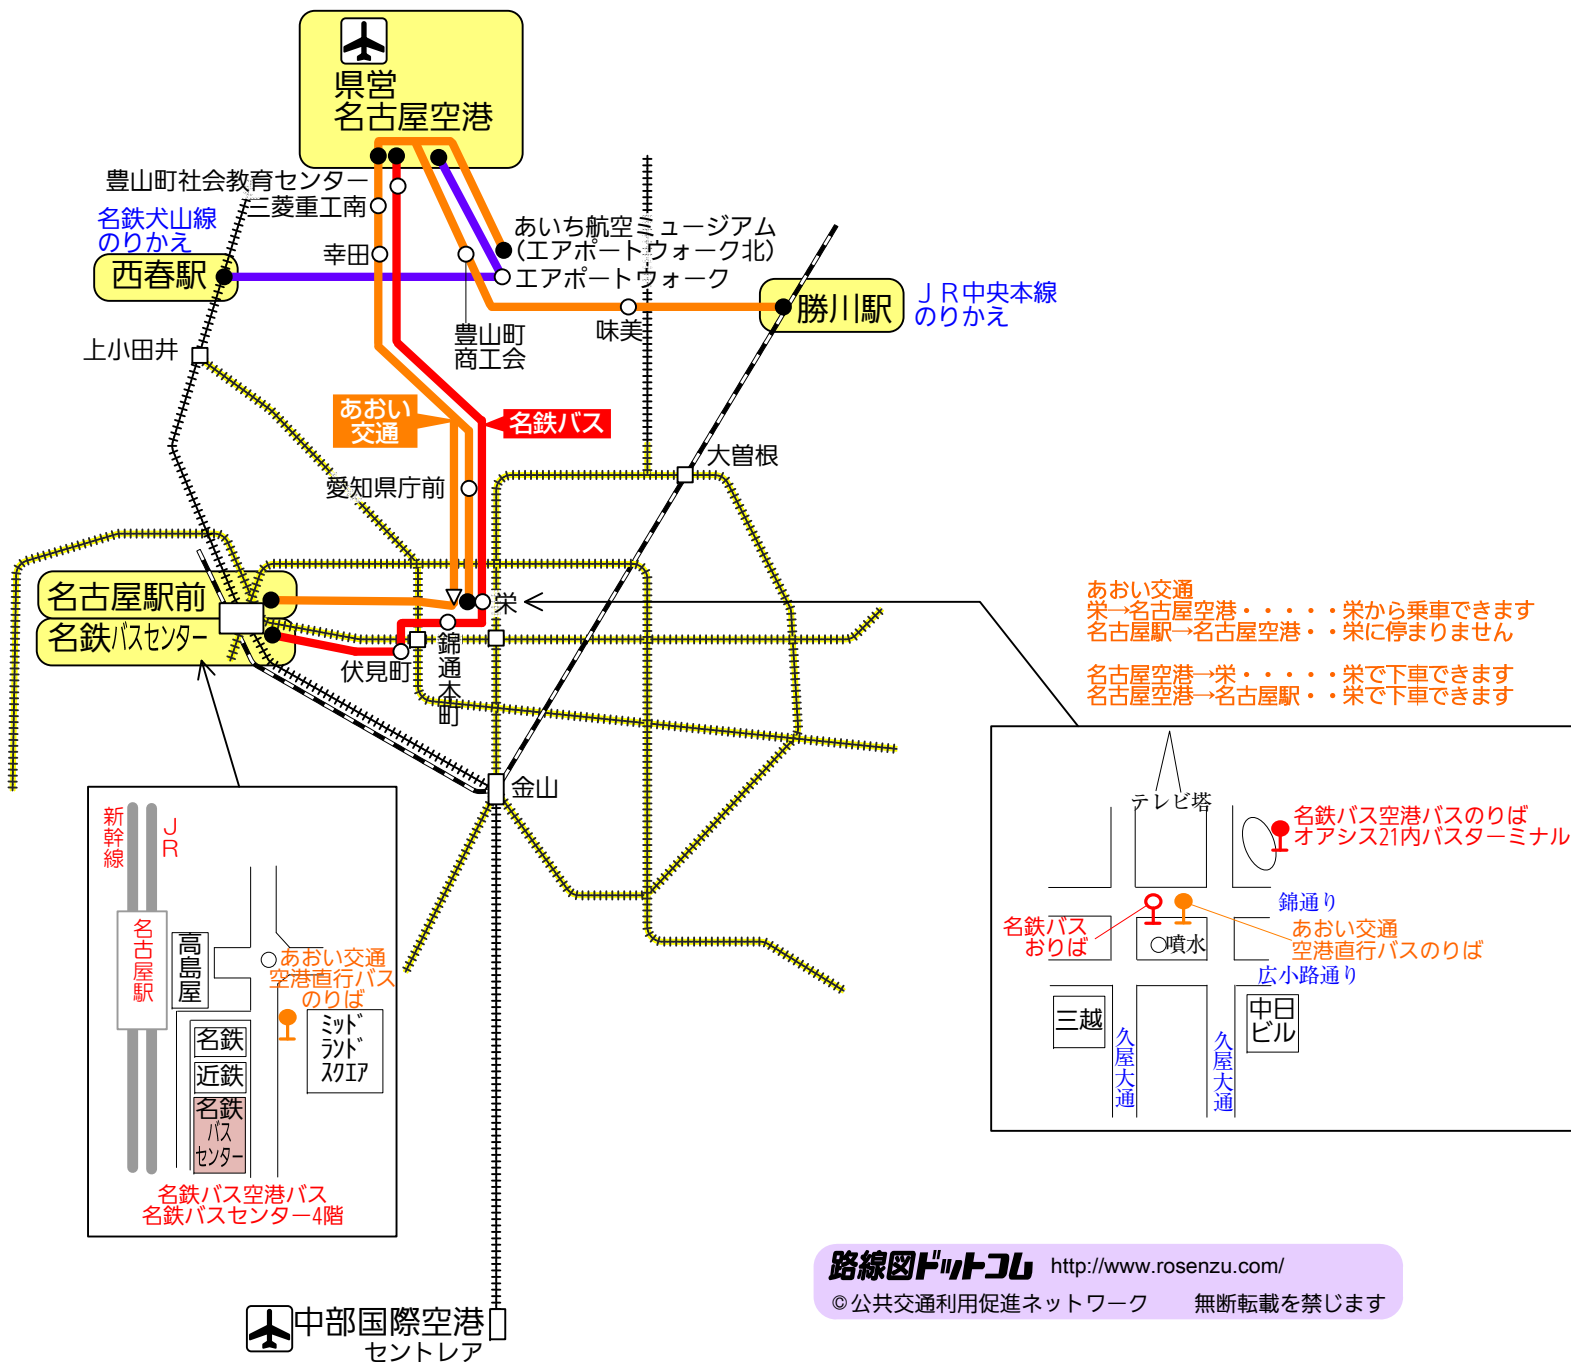 県営
名古屋空港
豊山町社会教育センター
三菱重工南
名鉄犬山線
のりかえ
幸田
西春駅
あいち航空ミュージアム
(エアポートウォーク北)
エアポートウォーク
勝川駅
ＪＲ中央本線
のりかえ
味美
豊山町
商工会
上小田井
あおい
交通
名鉄バス
大曽根
愛知県庁前
名古屋駅前
名鉄バスセンター
栄
伏見町
錦通本町
金山
あおい交通
栄→名古屋空港・・・・・栄から乗車できます
名古屋駅→名古屋空港・・栄に停まりません
名古屋空港→栄・・・・・栄で下車できます
名古屋空港→名古屋駅・・栄で下車できます
新幹線
ＪＲ
名古屋駅
高島屋
あおい交通
空港直行バス
のりば
ミッド
ランド
スクエア
名鉄
近鉄
名鉄
バス
センター
名鉄バス空港バス
名鉄バスセンター4階
テレビ塔
名鉄バス空港バスのりば
オアシス21内バスターミナル
錦通り
名鉄バス
おりば
○噴水
あおい交通
空港直行バスのりば
広小路通り
三越
久屋大通
久屋大通
中日
ビル
路線図ドットコム http://www.rosenzu.com/
©公共交通利用促進ネットワーク 無断転載を禁じます
中部国際空港
セントレア